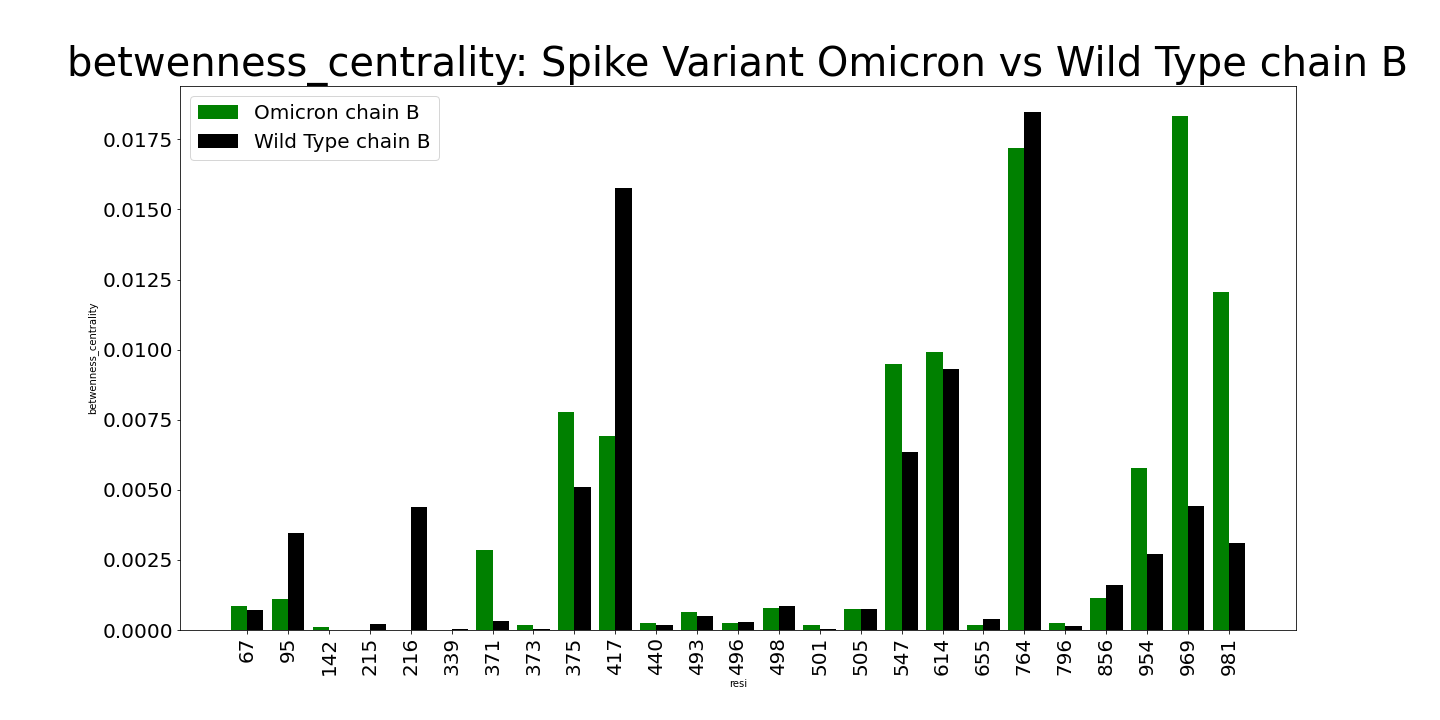 betwenness_centrality: Spike Variant Omicron vs Wild Type chain B
Omicron chain B
Wild Type chain B
0.0175
0.0150
0.0125
0.0100
0.0075
0.0050
0.0025
0.0000
betwenness_centrality
67 95 142 215 216 339 371 373 375 417 440 493 496 498 501 505 547 614 655 764 796 856 954 969 981
resi